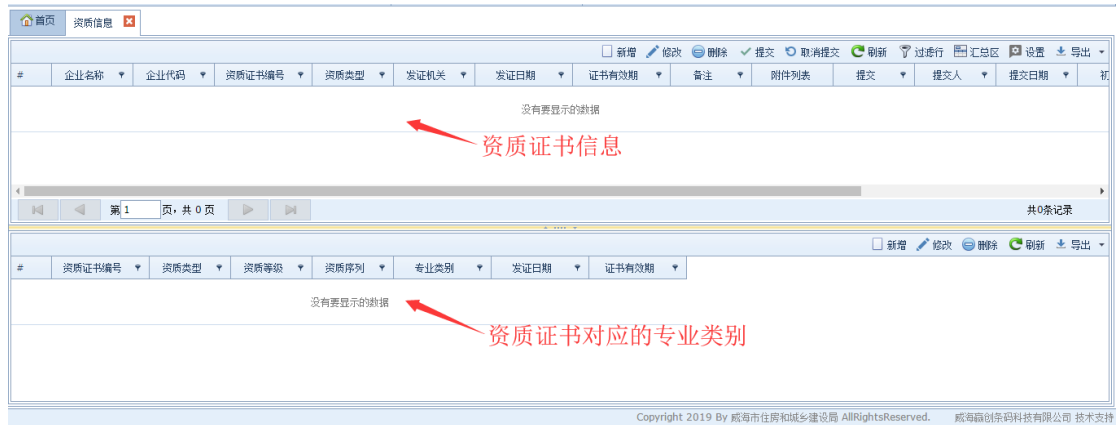 首页 资质信息
新增 修改 删除 提交 取消提交 刷新 过滤行 汇总区 设置 导出
# 企业名称 企业代码 资质证书编号 资质类型 发证机关 发证日期 证书有效期 备注 附件列表 提交 提交人 提交日期 初
没有要显示的数据
资质证书信息
第 1 页，共 0 页 共0条记录
新增 修改 删除 刷新 导出
# 资质证书编号 资质类型 资质等级 资质序列 专业类别 发证日期 证书有效期
没有要显示的数据
资质证书对应的专业类别
Copyright 2019 By 威海市住房和城乡建设局 AllRightsReserved. 威海赢创条码科技有限公司 技术支持